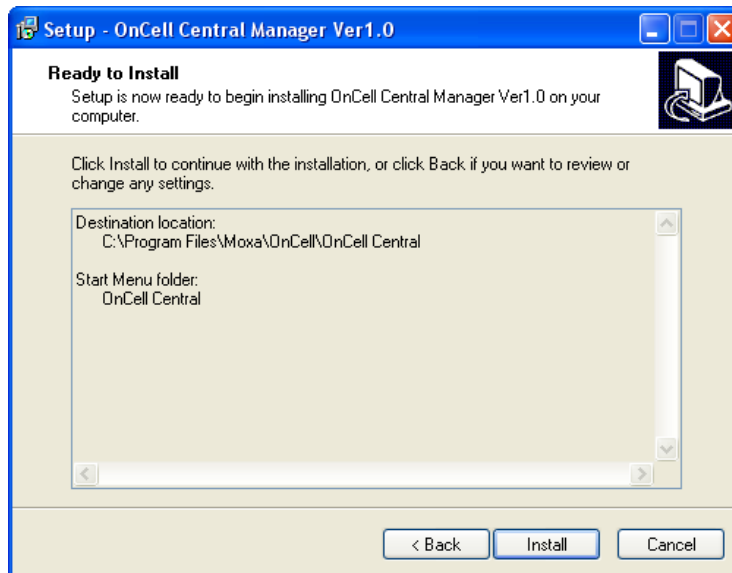 Setup - OnCell Central Manager Ver1.0
Ready to Install
Setup is now ready to begin installing OnCell Central Manager Ver1.0 on your
computer.
Click Install to continue with the installation, or click Back if you want to review or
change any settings.
Destination location:
C:\Program Files\Moxa\OnCell\OnCell Central
Start Menu folder:
OnCell Central
< Back Install Cancel